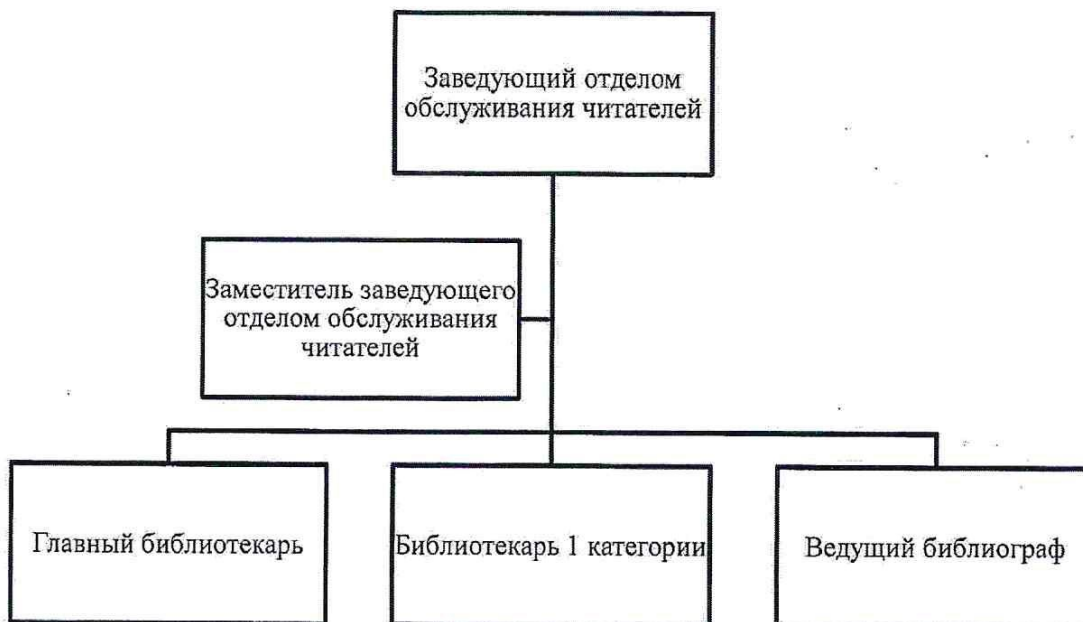 Заведующий отделом
обслуживания читателей
Заместитель заведующего
отделом обслуживания
читателей
Главный библиотекарь
Библиотекарь 1 категории
Ведущий библиограф